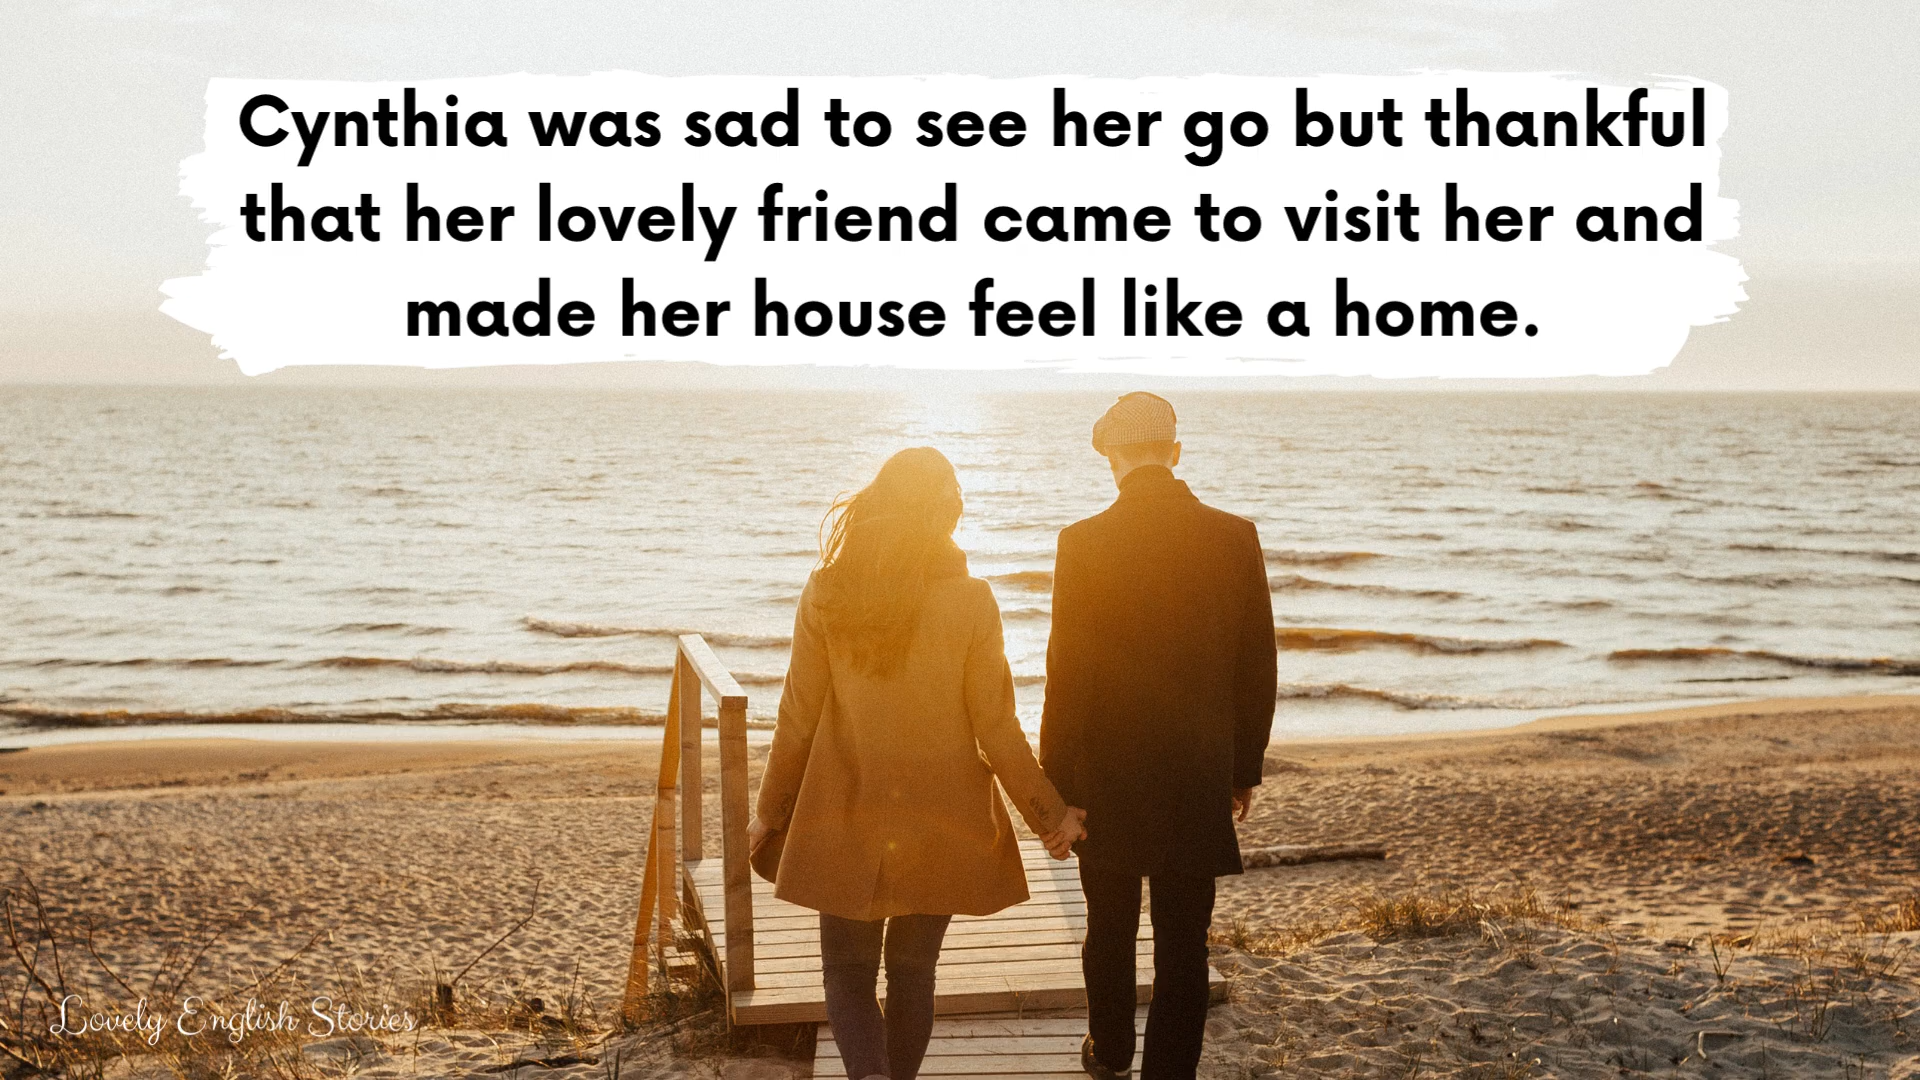 Cynthia was sad to see her go but thankful
that her lovely friend came to visit her and
made her house feel like a home.
Lovely English Stories